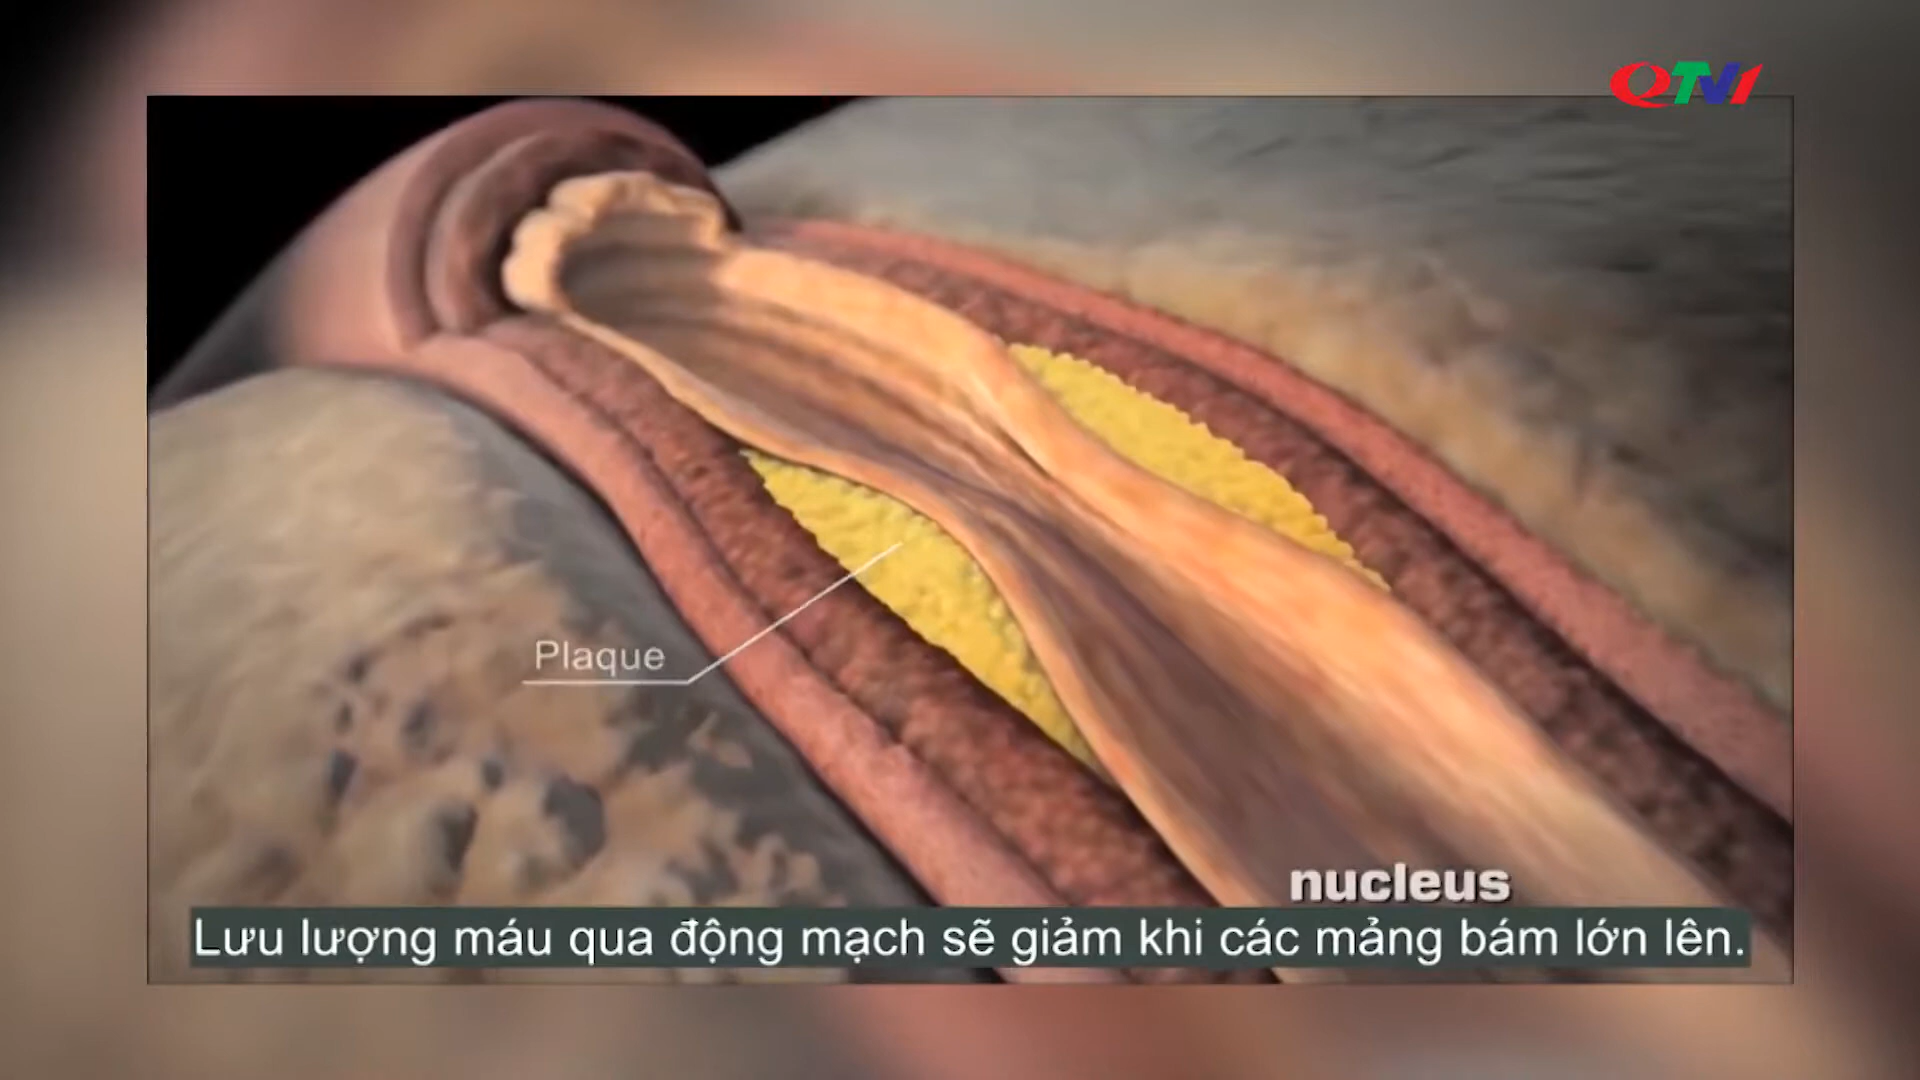 QTV1
Plaque
nucleus
Lưu lượng máu qua động mạch sẽ giảm khi các mảng bám lớn lên.